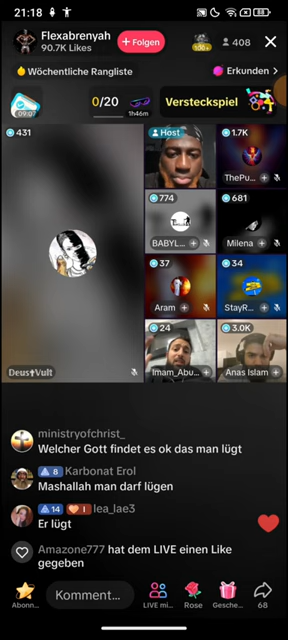 21:18
88
Flexabrenyah
90.7K Likes
+ Folgen
100+
408
Wöchentliche Rangliste
Erkunden >
09:07
0/20
1h46m
Versteckspiel
431
Host
1.7K
ThePu...
774
681
BABYL...
Milena
37
34
Aram
StayR...
24
3.0K
Deus✝Vult
Imam_Abu...
Anas Islam
ministryofchrist_
Welcher Gott findet es ok das man lügt
8 Karbonat Erol
Mashallah man darf lügen
14 I lea_lae3
Er lügt
Amazone777 hat dem LIVE einen Like
gegeben
Abonn...
Komment...
LIVE mi...
Rose
Gesche...
68